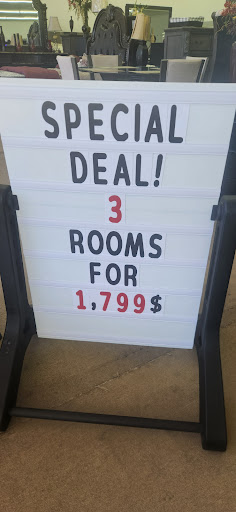 SPECIAL
DEAL!
3
ROOMS
FOR
1,799$